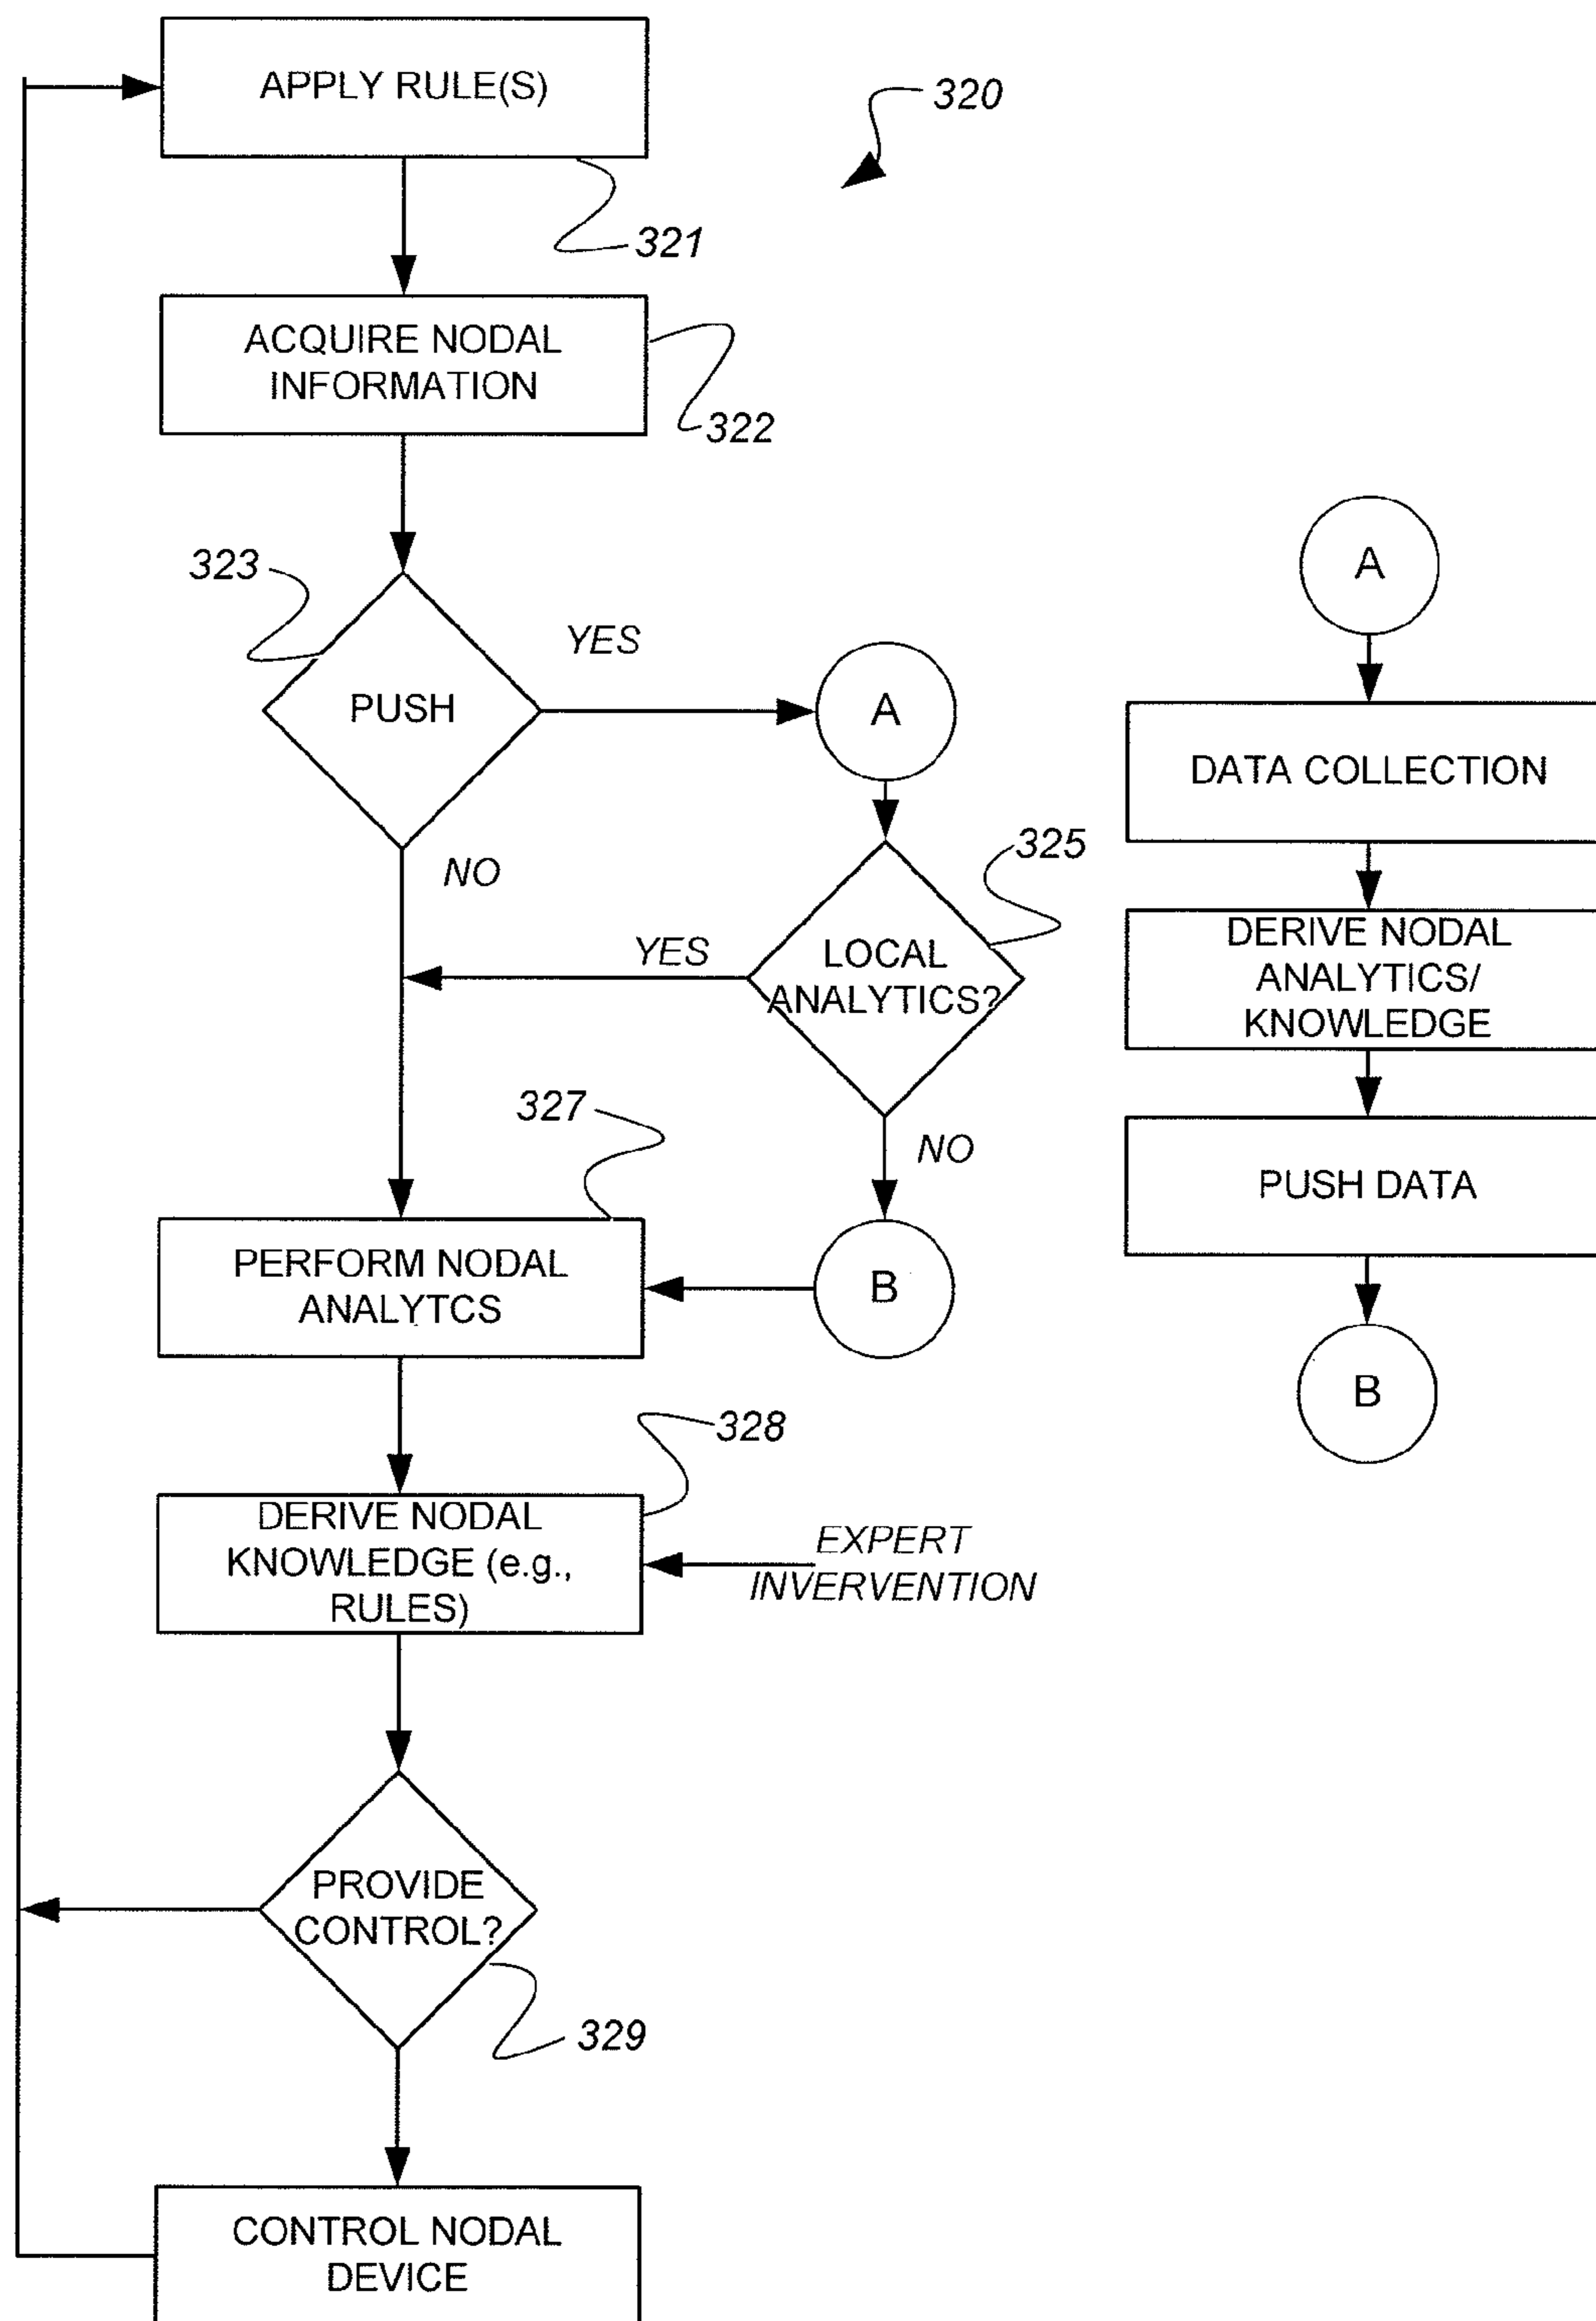 APPLY RULE(S)
320
321
ACQUIRE NODAL
INFORMATION
322
323
PUSH
YES
A
NO
325
YES
LOCAL
ANALYTICS?
327
NO
PERFORM NODAL
ANALYTCS
B
328
DERIVE NODAL
KNOWLEDGE (e.g.,
RULES)
EXPERT
INVERVENTION
PROVIDE
CONTROL?
329
CONTROL NODAL
DEVICE
A
DATA COLLECTION
DERIVE NODAL
ANALYTICS/
KNOWLEDGE
PUSH DATA
B